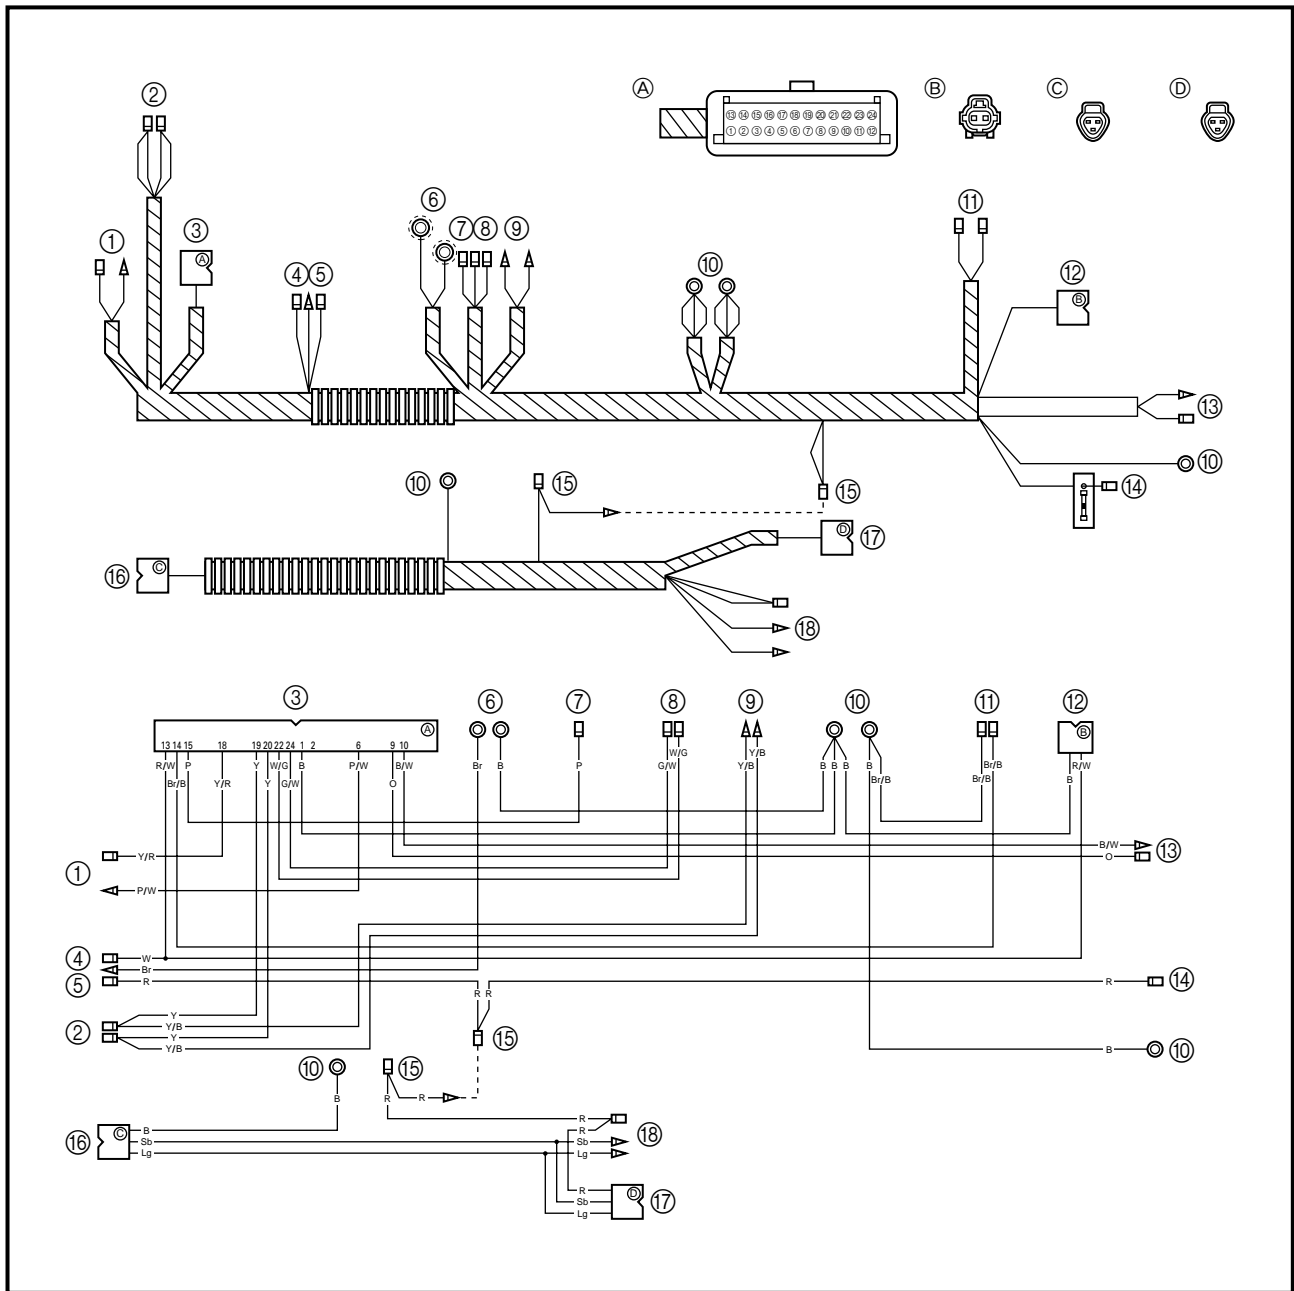 ② Ⓐ Ⓑ Ⓒ Ⓓ
⑬ ⑭ ⑮ ⑯ ⑰ ⑱ ⑲ ⑳ ㉑ ㉒ ㉓ ㉔
① ② ③ ④ ⑤ ⑥ ⑦ ⑧ ⑨ ⑩ ⑪ ⑫
① ③ ⑥ ⑦ ⑧ ⑨ ⑪
Ⓐ ④ ⑤ ⑩ ⑫
Ⓑ
⑬
⑩
⑩ ⑮ ⑮ ⑭
Ⓓ ⑰
⑯ Ⓒ
⑱
③ ⑥ ⑦ ⑧ ⑨ ⑩ ⑪ ⑫
Ⓐ Ⓑ
13 14 15 18 19 20 22 24 1 2 6 9 10
W/G Y/B
R/W P Y W/G B P/W B/W Br B P G/W Y/B B B B B Br/B R/W
Br/B Y/R Y G/W O Br/B Br/B B
B/W ⑬
① Y/R O
P/W
④ W
Br
⑤ R R ⑭
R R
Y
② Y/B
Y ⑮
Y/B B ⑩
⑩ ⑮
B R R
R
⑯ Ⓒ B R ⑱
Sb Sb
Lg Lg
R Ⓓ
Sb ⑰
Lg